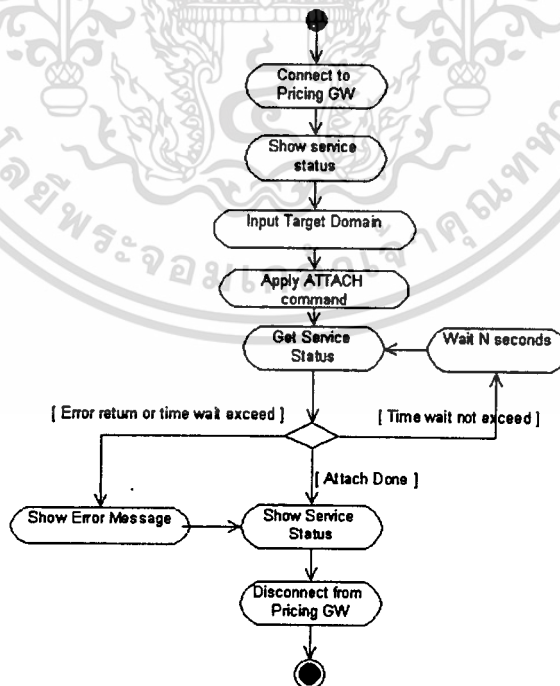 Connect to
Pricing GW
Show service
status
Input Target Domain
Apply ATTACH
command
Get Service
Status
Wait N seconds
[ Error return or time wait exceed ]
[ Time wait not exceed ]
[ Attach Done ]
Show Error Message
Show Service
Status
Disconnect from
Pricing GW